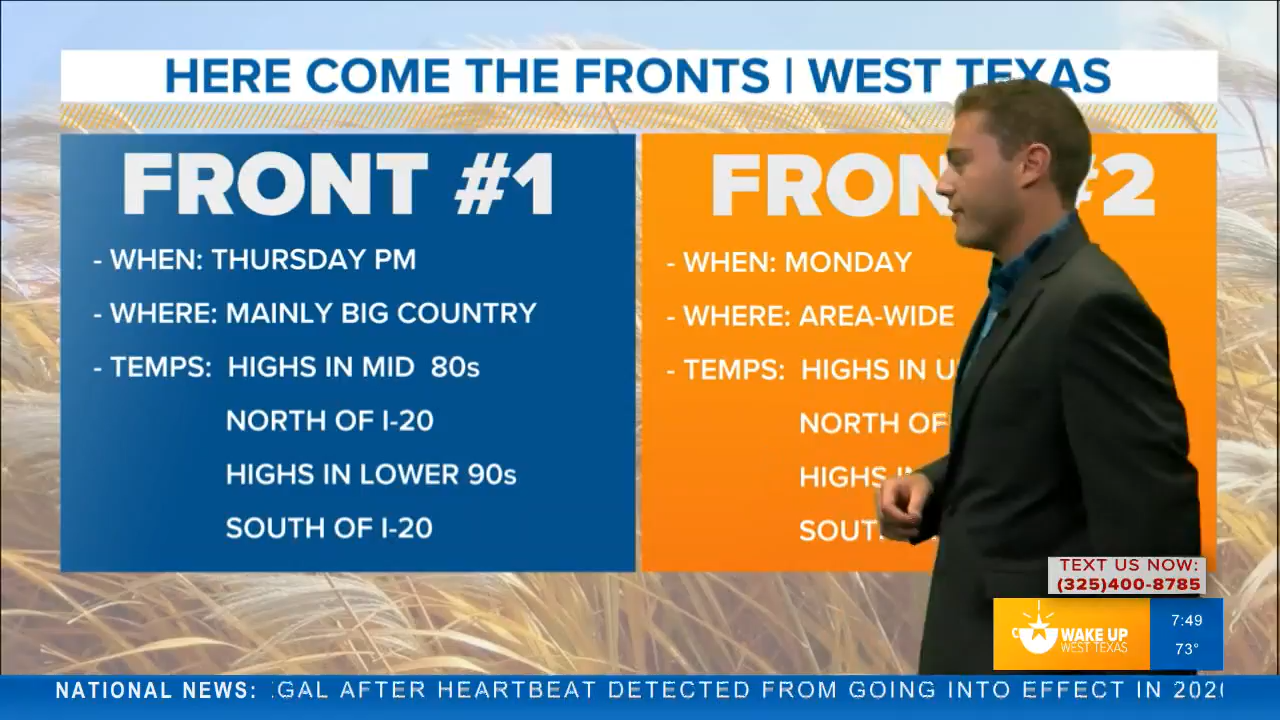 HERE COME THE FRONTS | WEST TEXAS
FRONT #1
- WHEN: THURSDAY PM
- WHERE: MAINLY BIG COUNTRY
- TEMPS: HIGHS IN MID 80s
NORTH OF I-20
HIGHS IN LOWER 90s
SOUTH OF I-20
#2
- WHEN: MONDAY
- WHERE: AREA-WIDE
- TEMPS: HIGHS IN
NORTH OF
HIGHS
TEXT US NOW:
(325)400-8785
WAKE UP
WEST TEXAS
7:49
73°
NATIONAL NEWS: GAL AFTER HEARTBEAT DETECTED FROM GOING INTO EFFECT IN